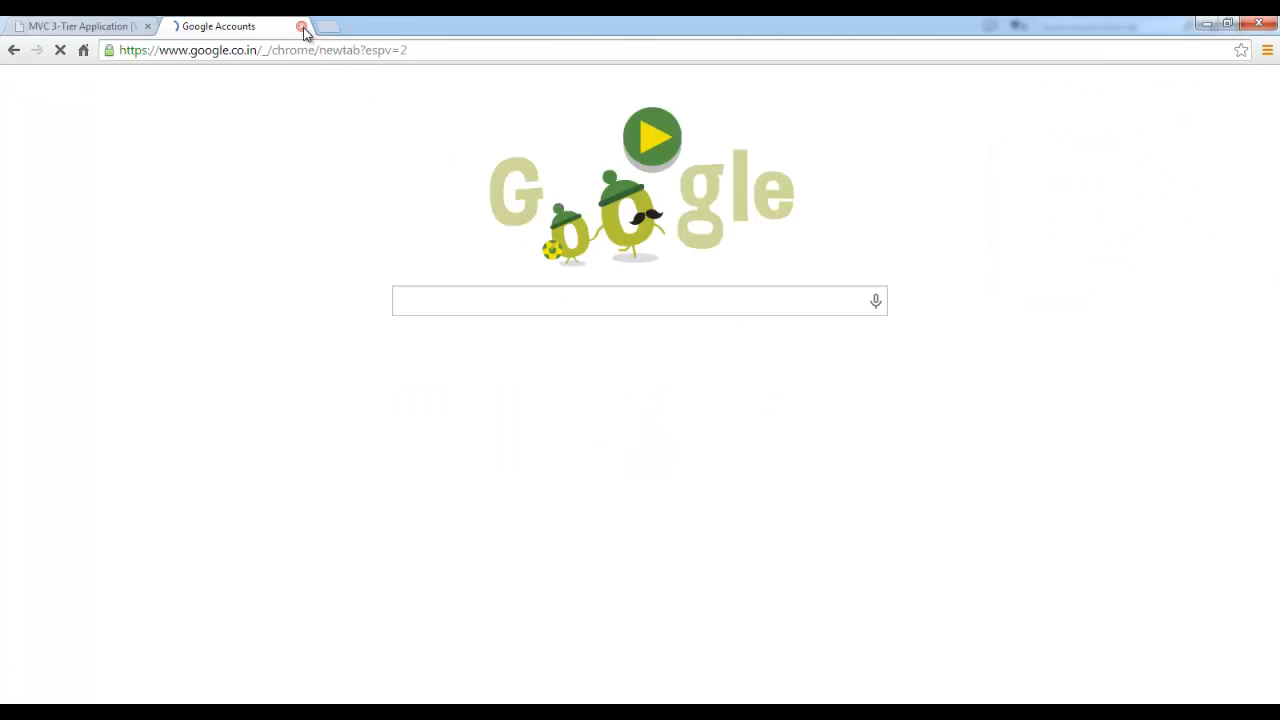 MVC 3-Tier Application [V
Google Accounts
https://www.google.co.in/_/chrome/newtab?espv=2
Google